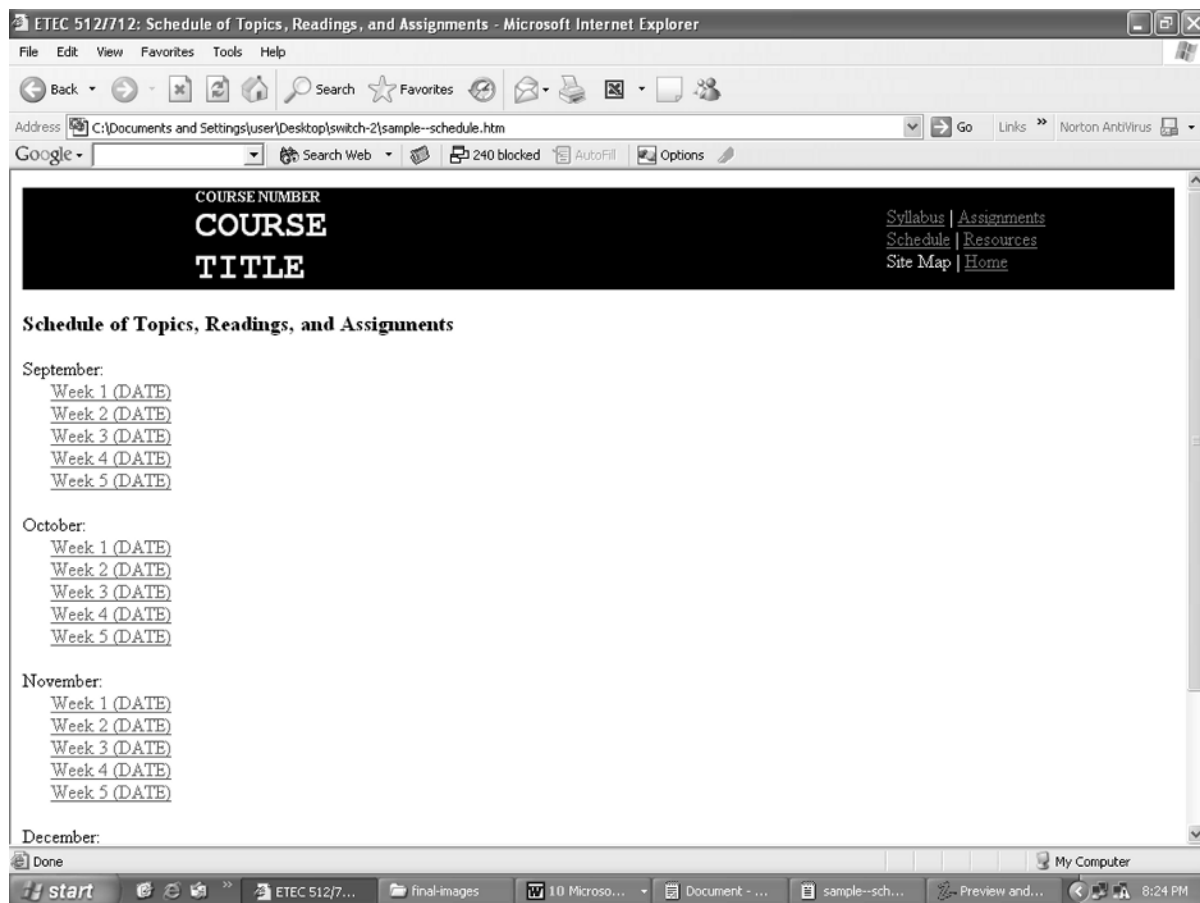 ETEC 512/712: Schedule of Topics, Readings, and Assignments - Microsoft Internet Explorer
File Edit View Favorites Tools Help
Back Search Favorites
Address C:\Documents and Settings\user\Desktop\switch-2\sample--schedule.htm Go Links » Norton AntiVirus
Google Search Web 240 blocked AutoFill Options
COURSE NUMBER
COURSE
TITLE
Syllabus | Assignments
Schedule | Resources
Site Map | Home
Schedule of Topics, Readings, and Assignments
September:
Week 1 (DATE)
Week 2 (DATE)
Week 3 (DATE)
Week 4 (DATE)
Week 5 (DATE)
October:
Week 1 (DATE)
Week 2 (DATE)
Week 3 (DATE)
Week 4 (DATE)
Week 5 (DATE)
November:
Week 1 (DATE)
Week 2 (DATE)
Week 3 (DATE)
Week 4 (DATE)
Week 5 (DATE)
December:
Done My Computer
start » ETEC 512/7... final-images 10 Microso... Document - ... sample--sch... Preview and... 8:24 PM